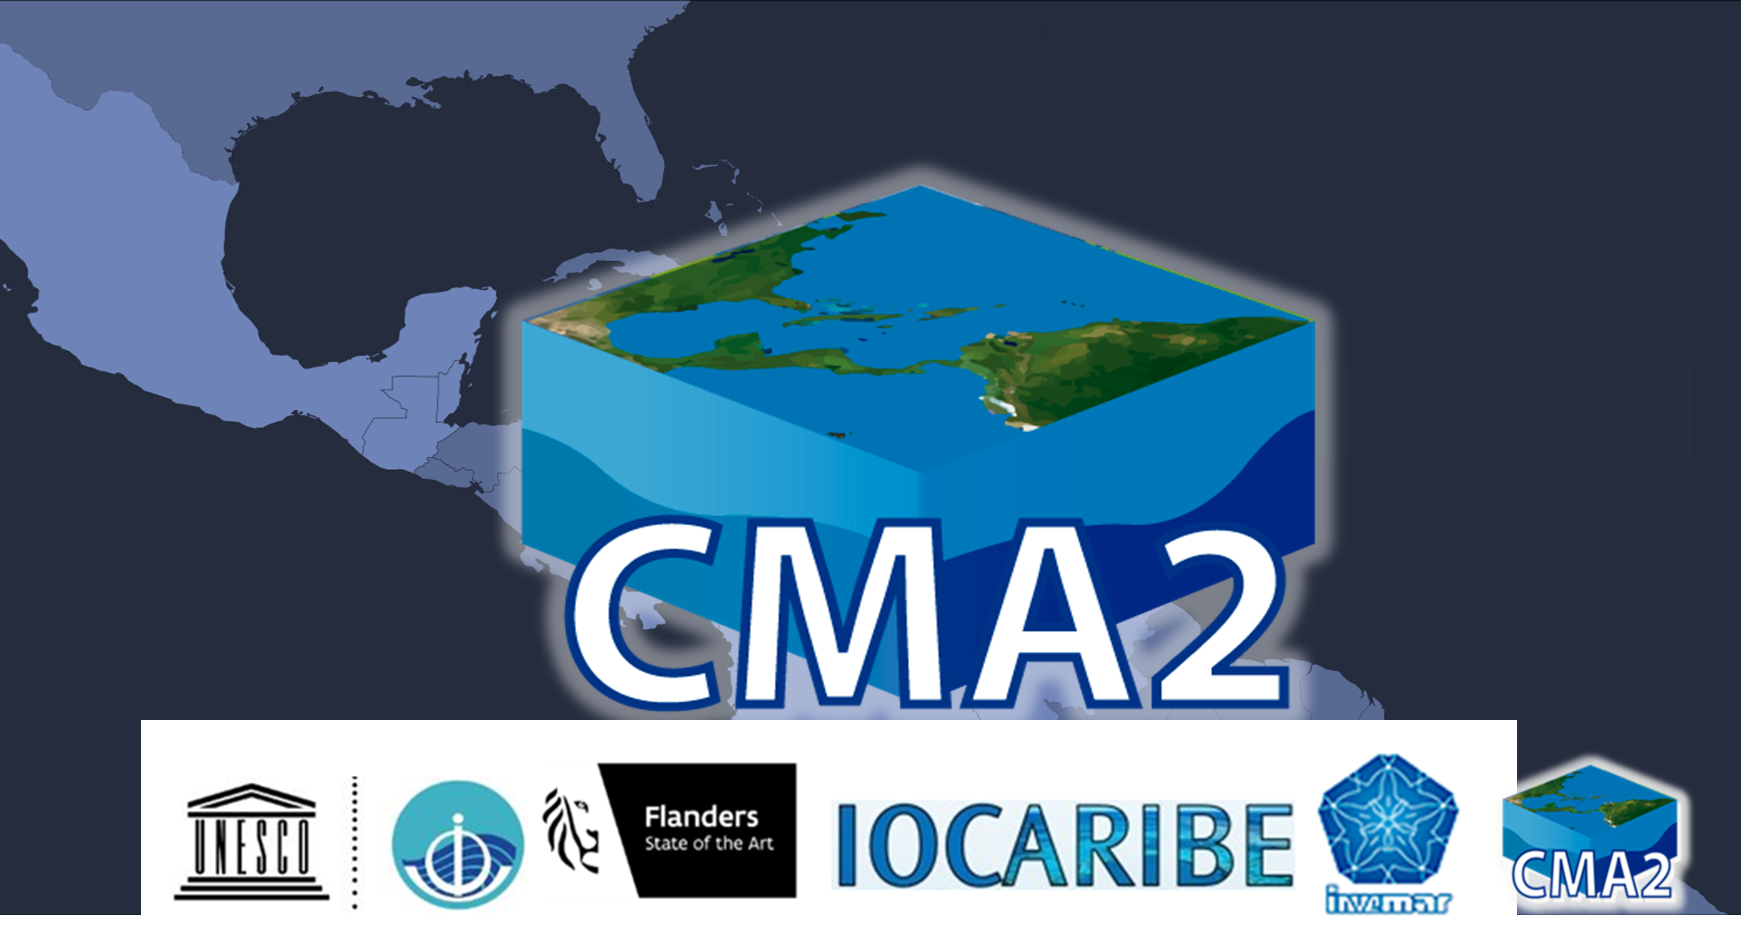 CMA2
UNESCO
Flanders
State of the Art
IOCARIBE
invemar
CMA2